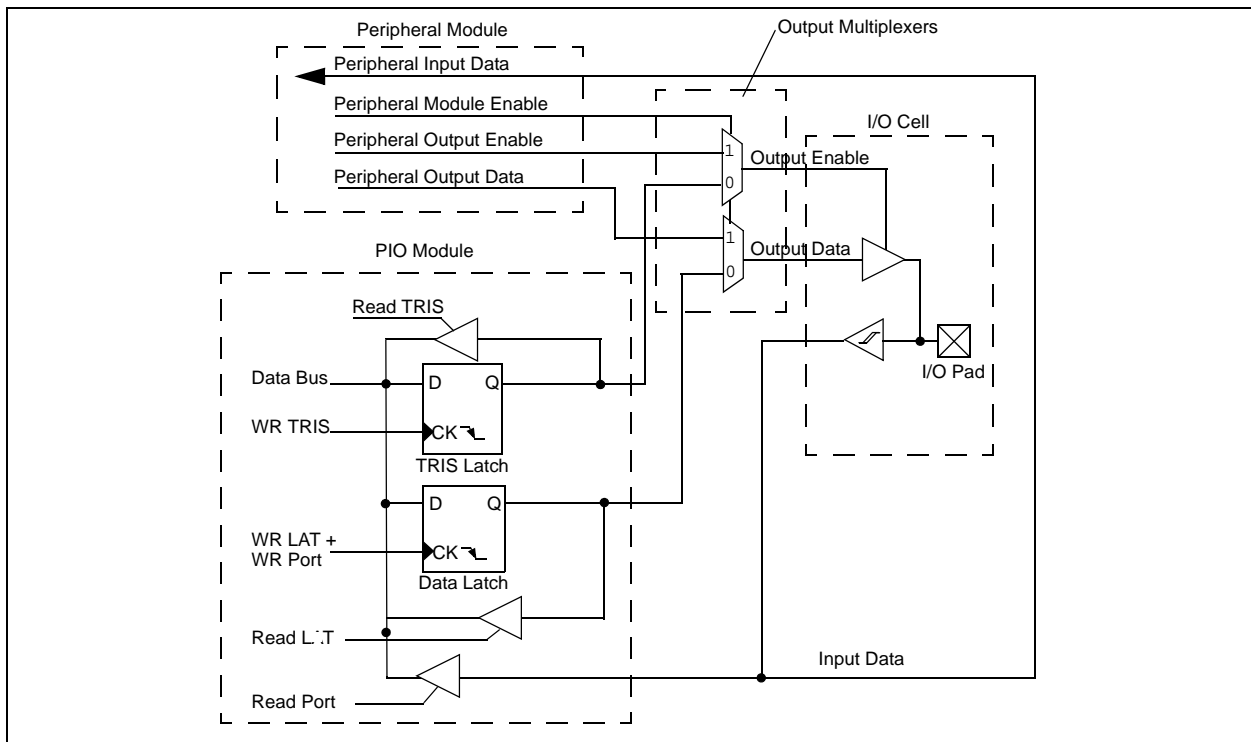 Peripheral Module
Output Multiplexers
Peripheral Input Data
Peripheral Module Enable
Peripheral Output Enable
Peripheral Output Data
I/O Cell
1
Output Enable
0
1
Output Data
0
PIO Module
Read TRIS
Data Bus
D Q
WR TRIS
CK
TRIS Latch
I/O Pad
D Q
WR LAT +
WR Port
CK
Data Latch
Read
Input Data
Read Port